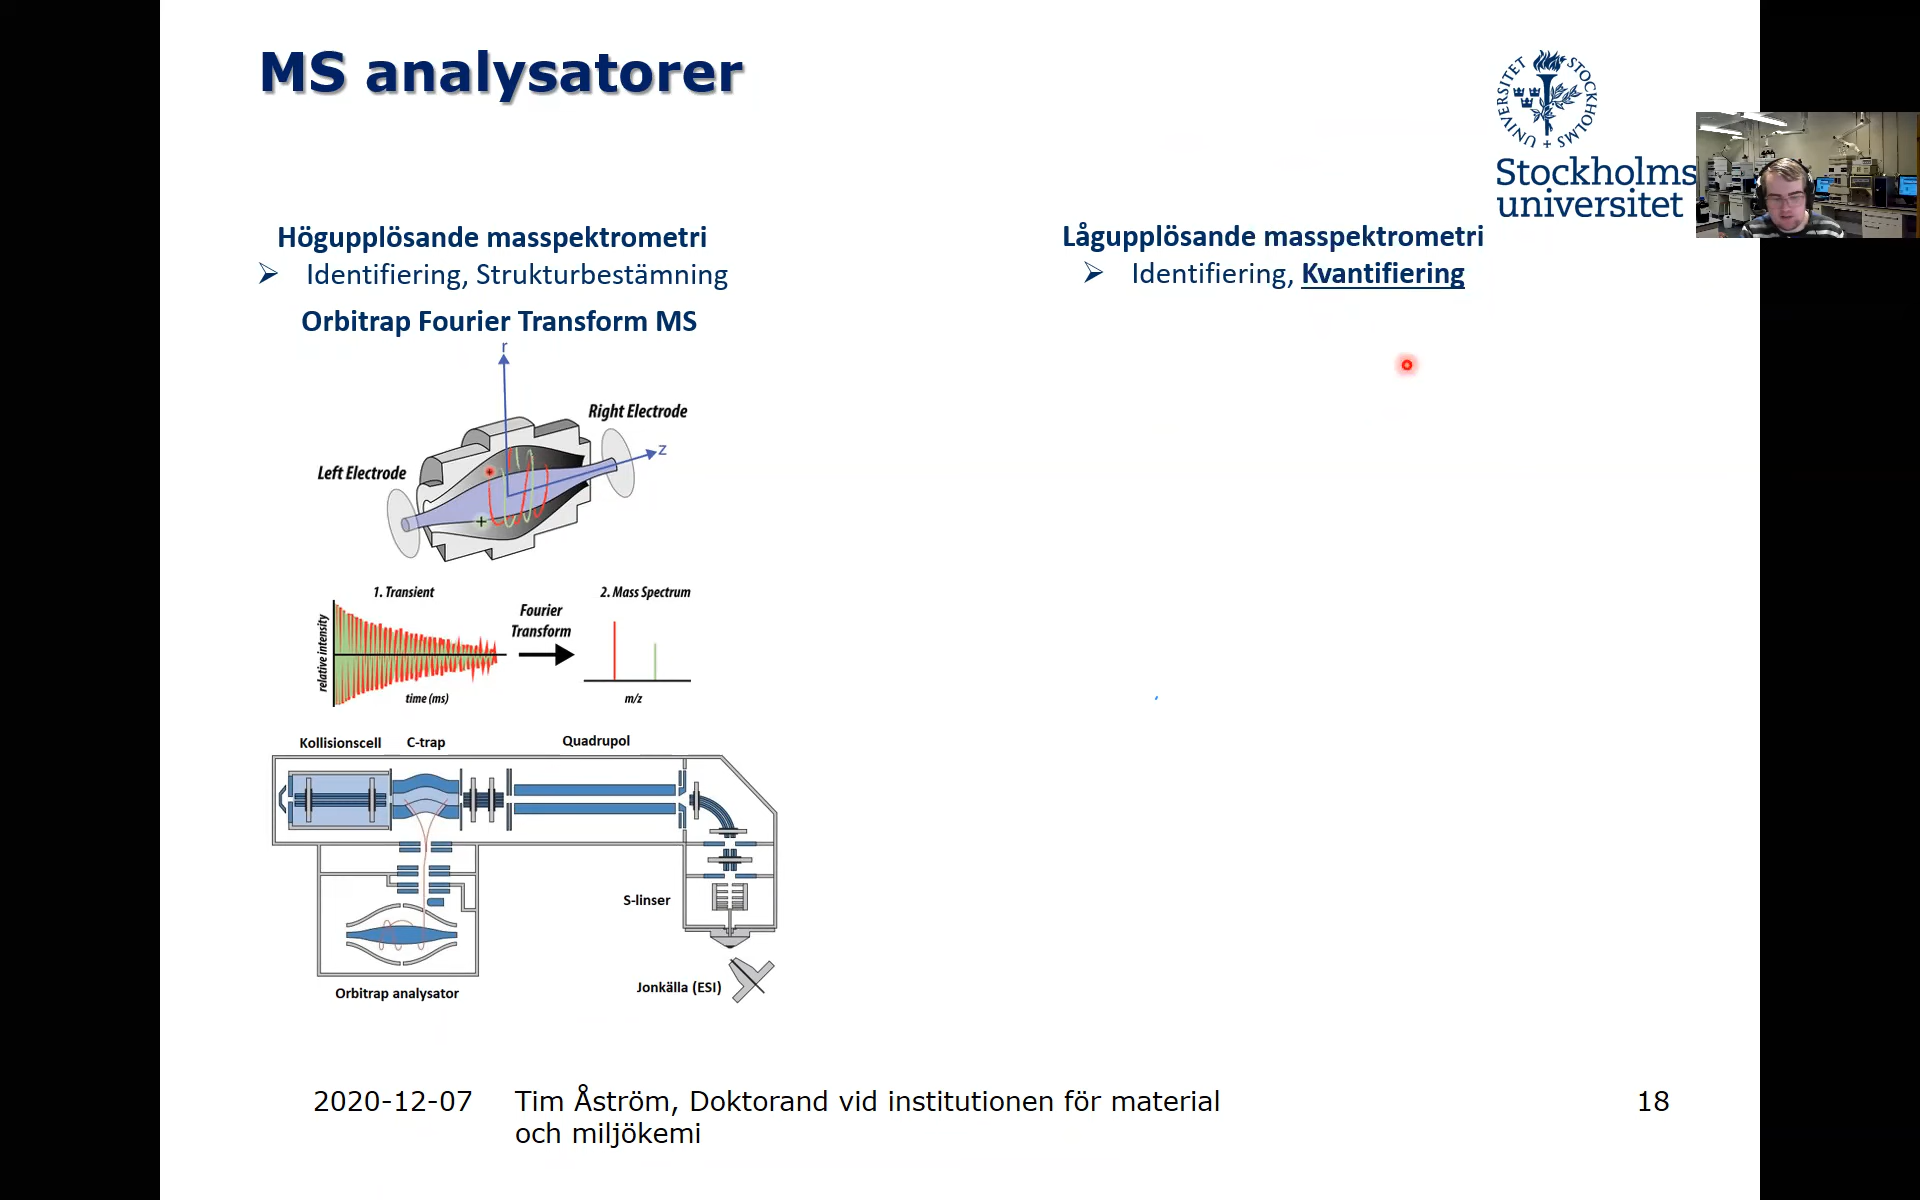 MS analysatorer
STOCKHOLMS UNIVERSITET
Stockholms
universitet
Högupplösande masspektrometri
➢ Identifiering, Strukturbestämning
Orbitrap Fourier Transform MS
r
Right Electrode
z
Left Electrode
+
1. Transient
2. Mass Spectrum
Fourier
Transform
relative intensity
time (ms)
m/z
Kollisionscell
C-trap
Quadrupol
S-linser
Jonkälla (ESI)
Orbitrap analysator
Lågupplösande masspektrometri
➢ Identifiering, Kvantifiering
2020-12-07
Tim Åström, Doktorand vid institutionen för material
och miljökemi
18